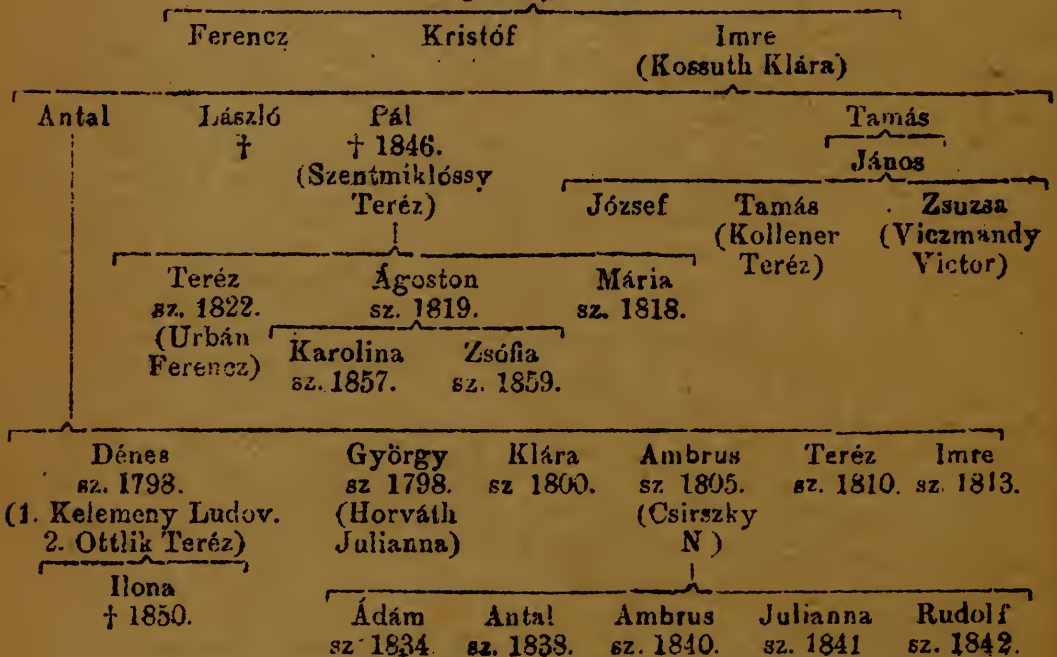 Ferencz Kristóf Imre
(Kossuth Klára)
Antal László Pál Tamás
† † 1846. János
(Szentmiklóssy
Teréz) József Tamás Zsuzsa
(Kollener (Viczmándy
Teréz) Victor)
Teréz Ágoston Mária
sz. 1822. sz. 1819. sz. 1818.
(Urbán
Ferencz) Karolina Zsófia
sz. 1857. sz. 1859.
Dénes György Klára Ambrus Teréz Imre
sz. 1793. sz 1798. sz 1800. sz 1805. sz. 1810. sz. 1813.
(1. Kelemeny Ludov. (Horváth (Csirszky
2. Ottlik Teréz) Julianna) N )
Ilona
† 1850. Ádám Antal Ambrus Julianna Rudolf
sz 1834. sz. 1838. sz. 1840. sz. 1841 sz. 1842.